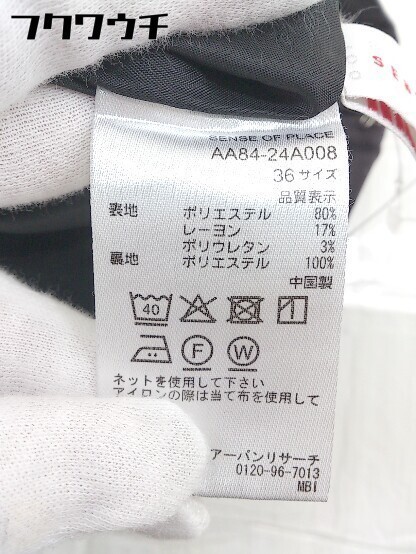 フクワウチ
SENSE OF PLACE
AA84-24A008
36 サイズ
品質表示
表地 ポリエステル 80%
レーヨン 17%
ポリウレタン 3%
裏地 ポリエステル 100%
中国製
40
F W
ネットを使用して下さい
アイロンの際は当て布を使用して
アーバンリサーチ
0120-96-7013
MBI